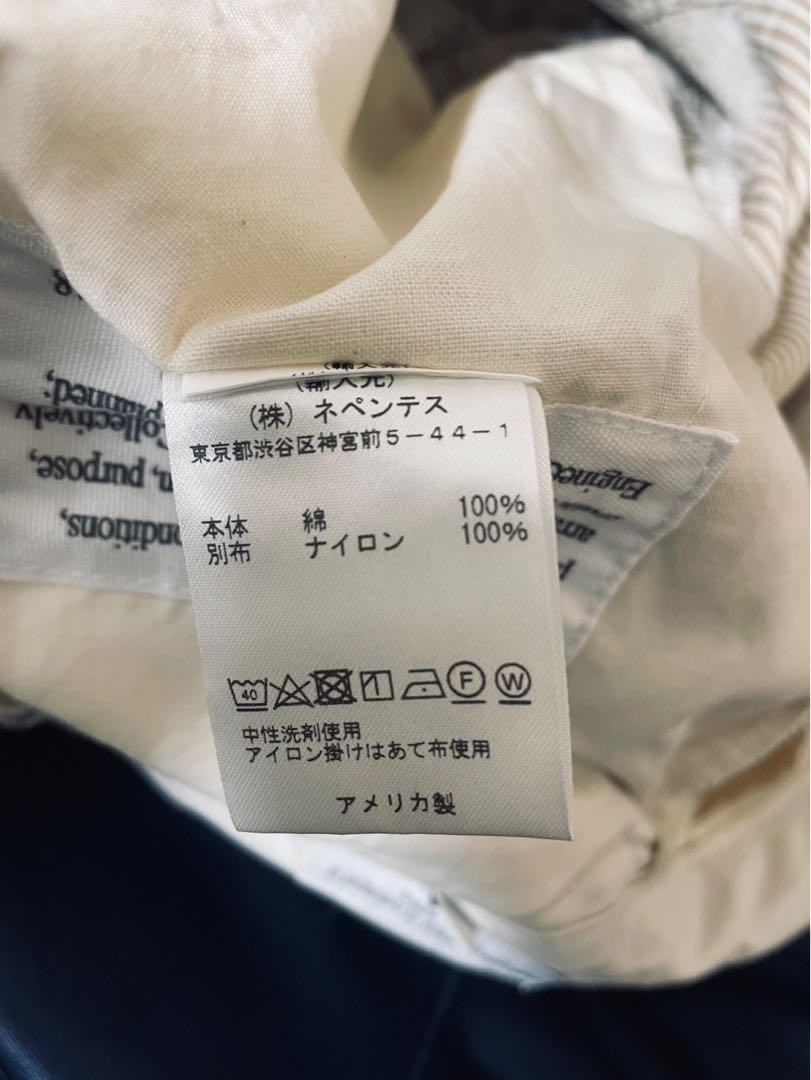 (輸入元)
(株) ネペンテス
東京都渋谷区神宮前5-44-1
本体 綿 100%
別布 ナイロン 100%
40 1 F W
中性洗剤使用
アイロン掛けはあて布使用
アメリカ製
Collectively
Planned;
purpose,
Engineer